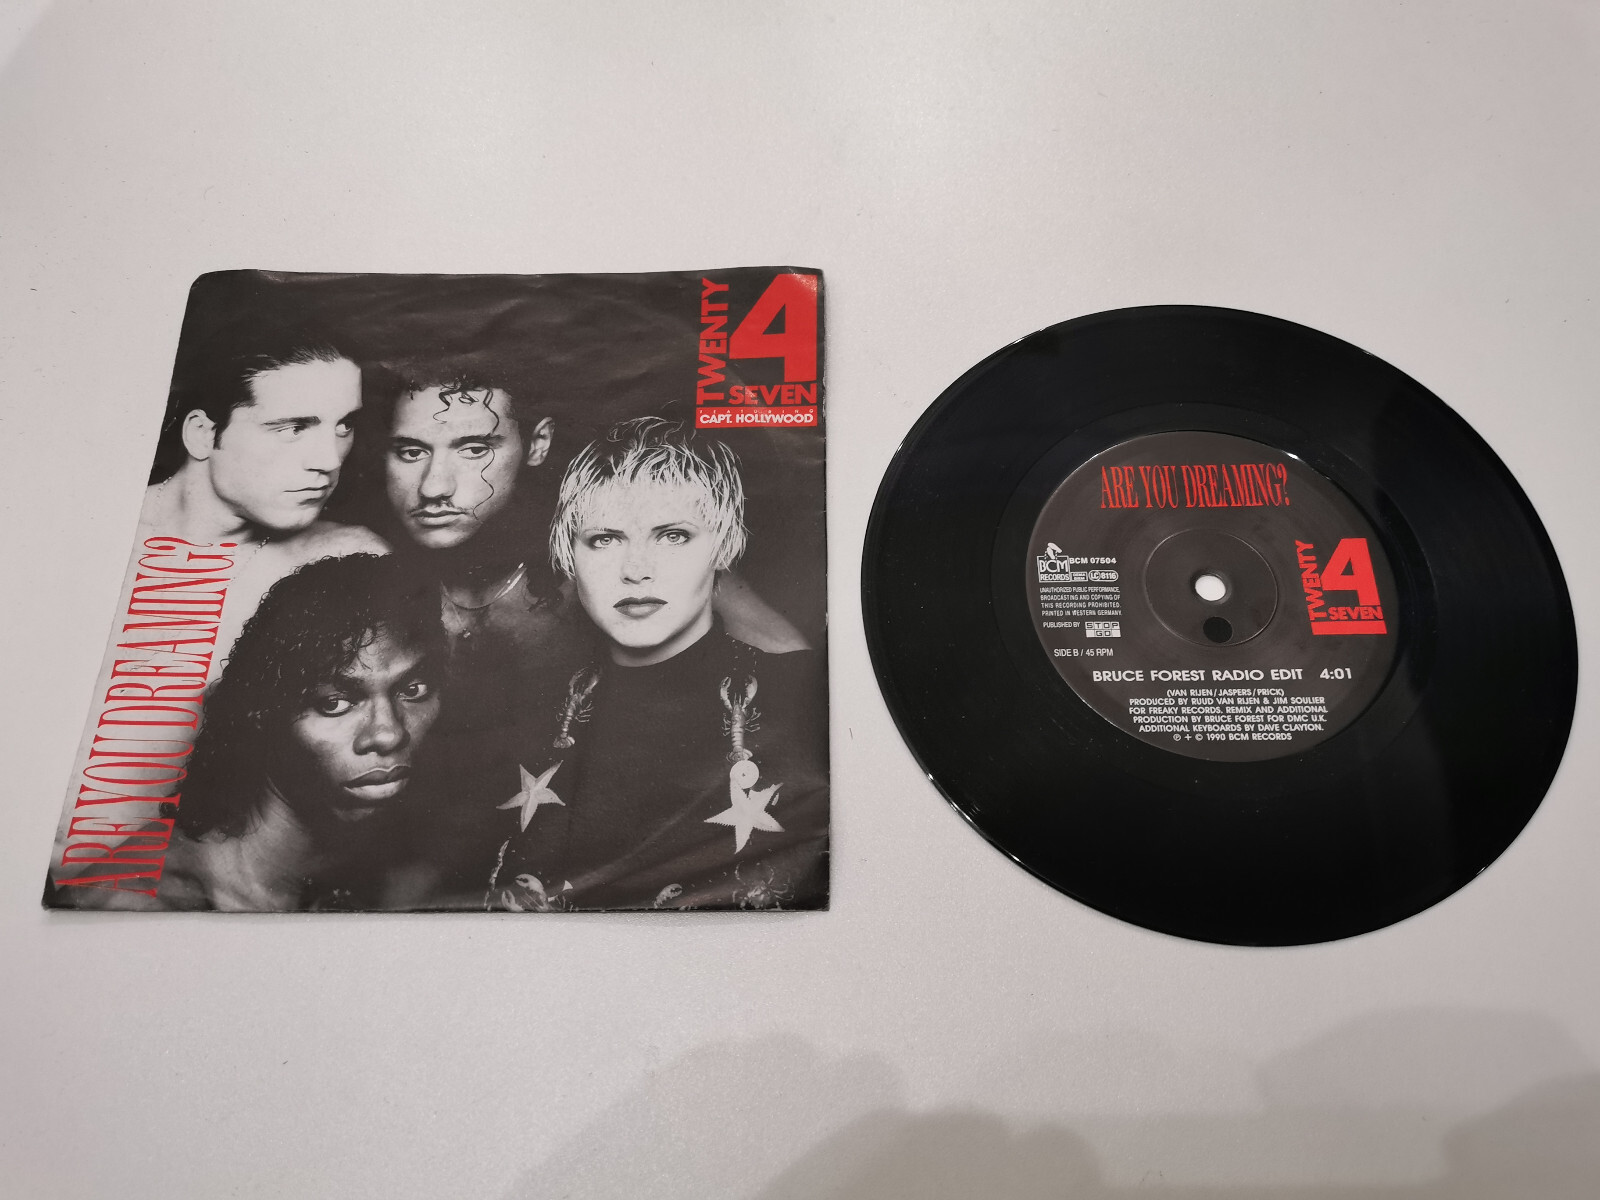 TWENTY
4
SEVEN
FEATURING
CAPT. HOLLYWOOD
ARE YOU DREAMING?
ARE YOU DREAMING?
BCM
RECORDS
BCM 07504
LC 8116
UNAUTHORIZED PUBLIC PERFORMANCE,
BROADCASTING AND COPYING OF
THIS RECORDING PROHIBITED.
PRINTED IN WESTERN GERMANY.
PUBLISHED BY STOP
GO
SIDE B / 45 RPM
TWENTY
4
SEVEN
BRUCE FOREST RADIO EDIT 4:01
(VAN RIJEN/JASPERS/PRICK)
PRODUCED BY RUUD VAN RIJEN & JIM SOULIER
FOR FREAKY RECORDS. REMIX AND ADDITIONAL
PRODUCTION BY BRUCE FOREST FOR DMC U.K.
ADDITIONAL KEYBOARDS BY DAVE CLAYTON.
℗ + © 1990 BCM RECORDS